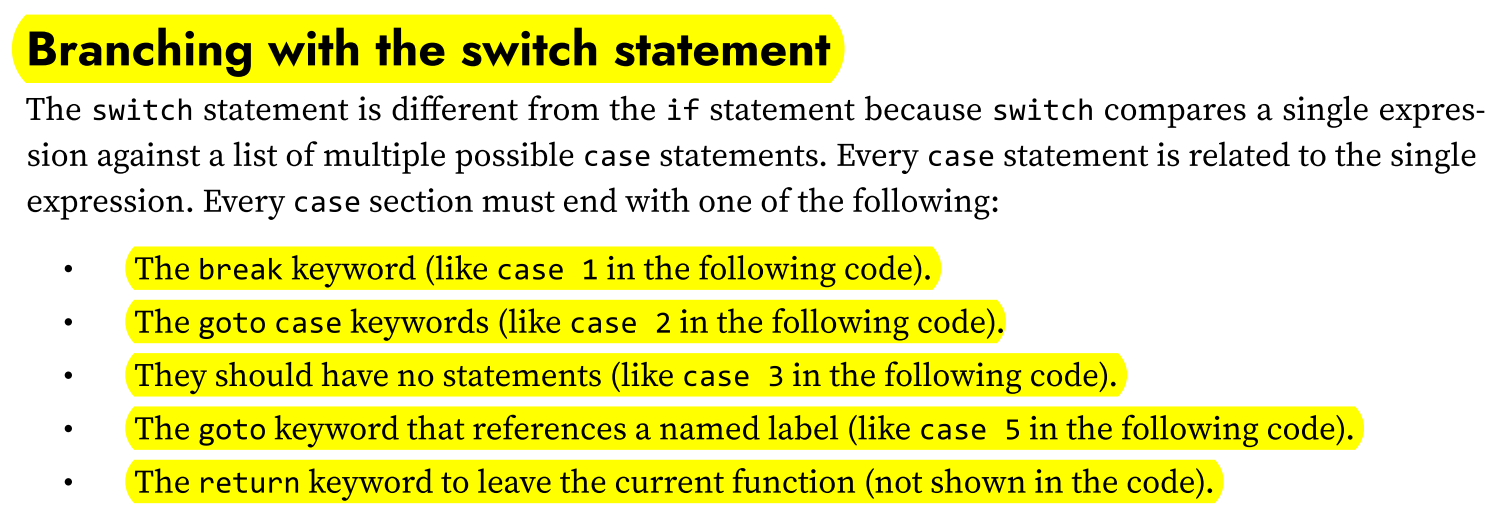 Branching with the switch statement
The switch statement is different from the if statement because switch compares a single expres-
sion against a list of multiple possible case statements. Every case statement is related to the single
expression. Every case section must end with one of the following:
• The break keyword (like case 1 in the following code).
• The goto case keywords (like case 2 in the following code).
• They should have no statements (like case 3 in the following code).
• The goto keyword that references a named label (like case 5 in the following code).
• The return keyword to leave the current function (not shown in the code).